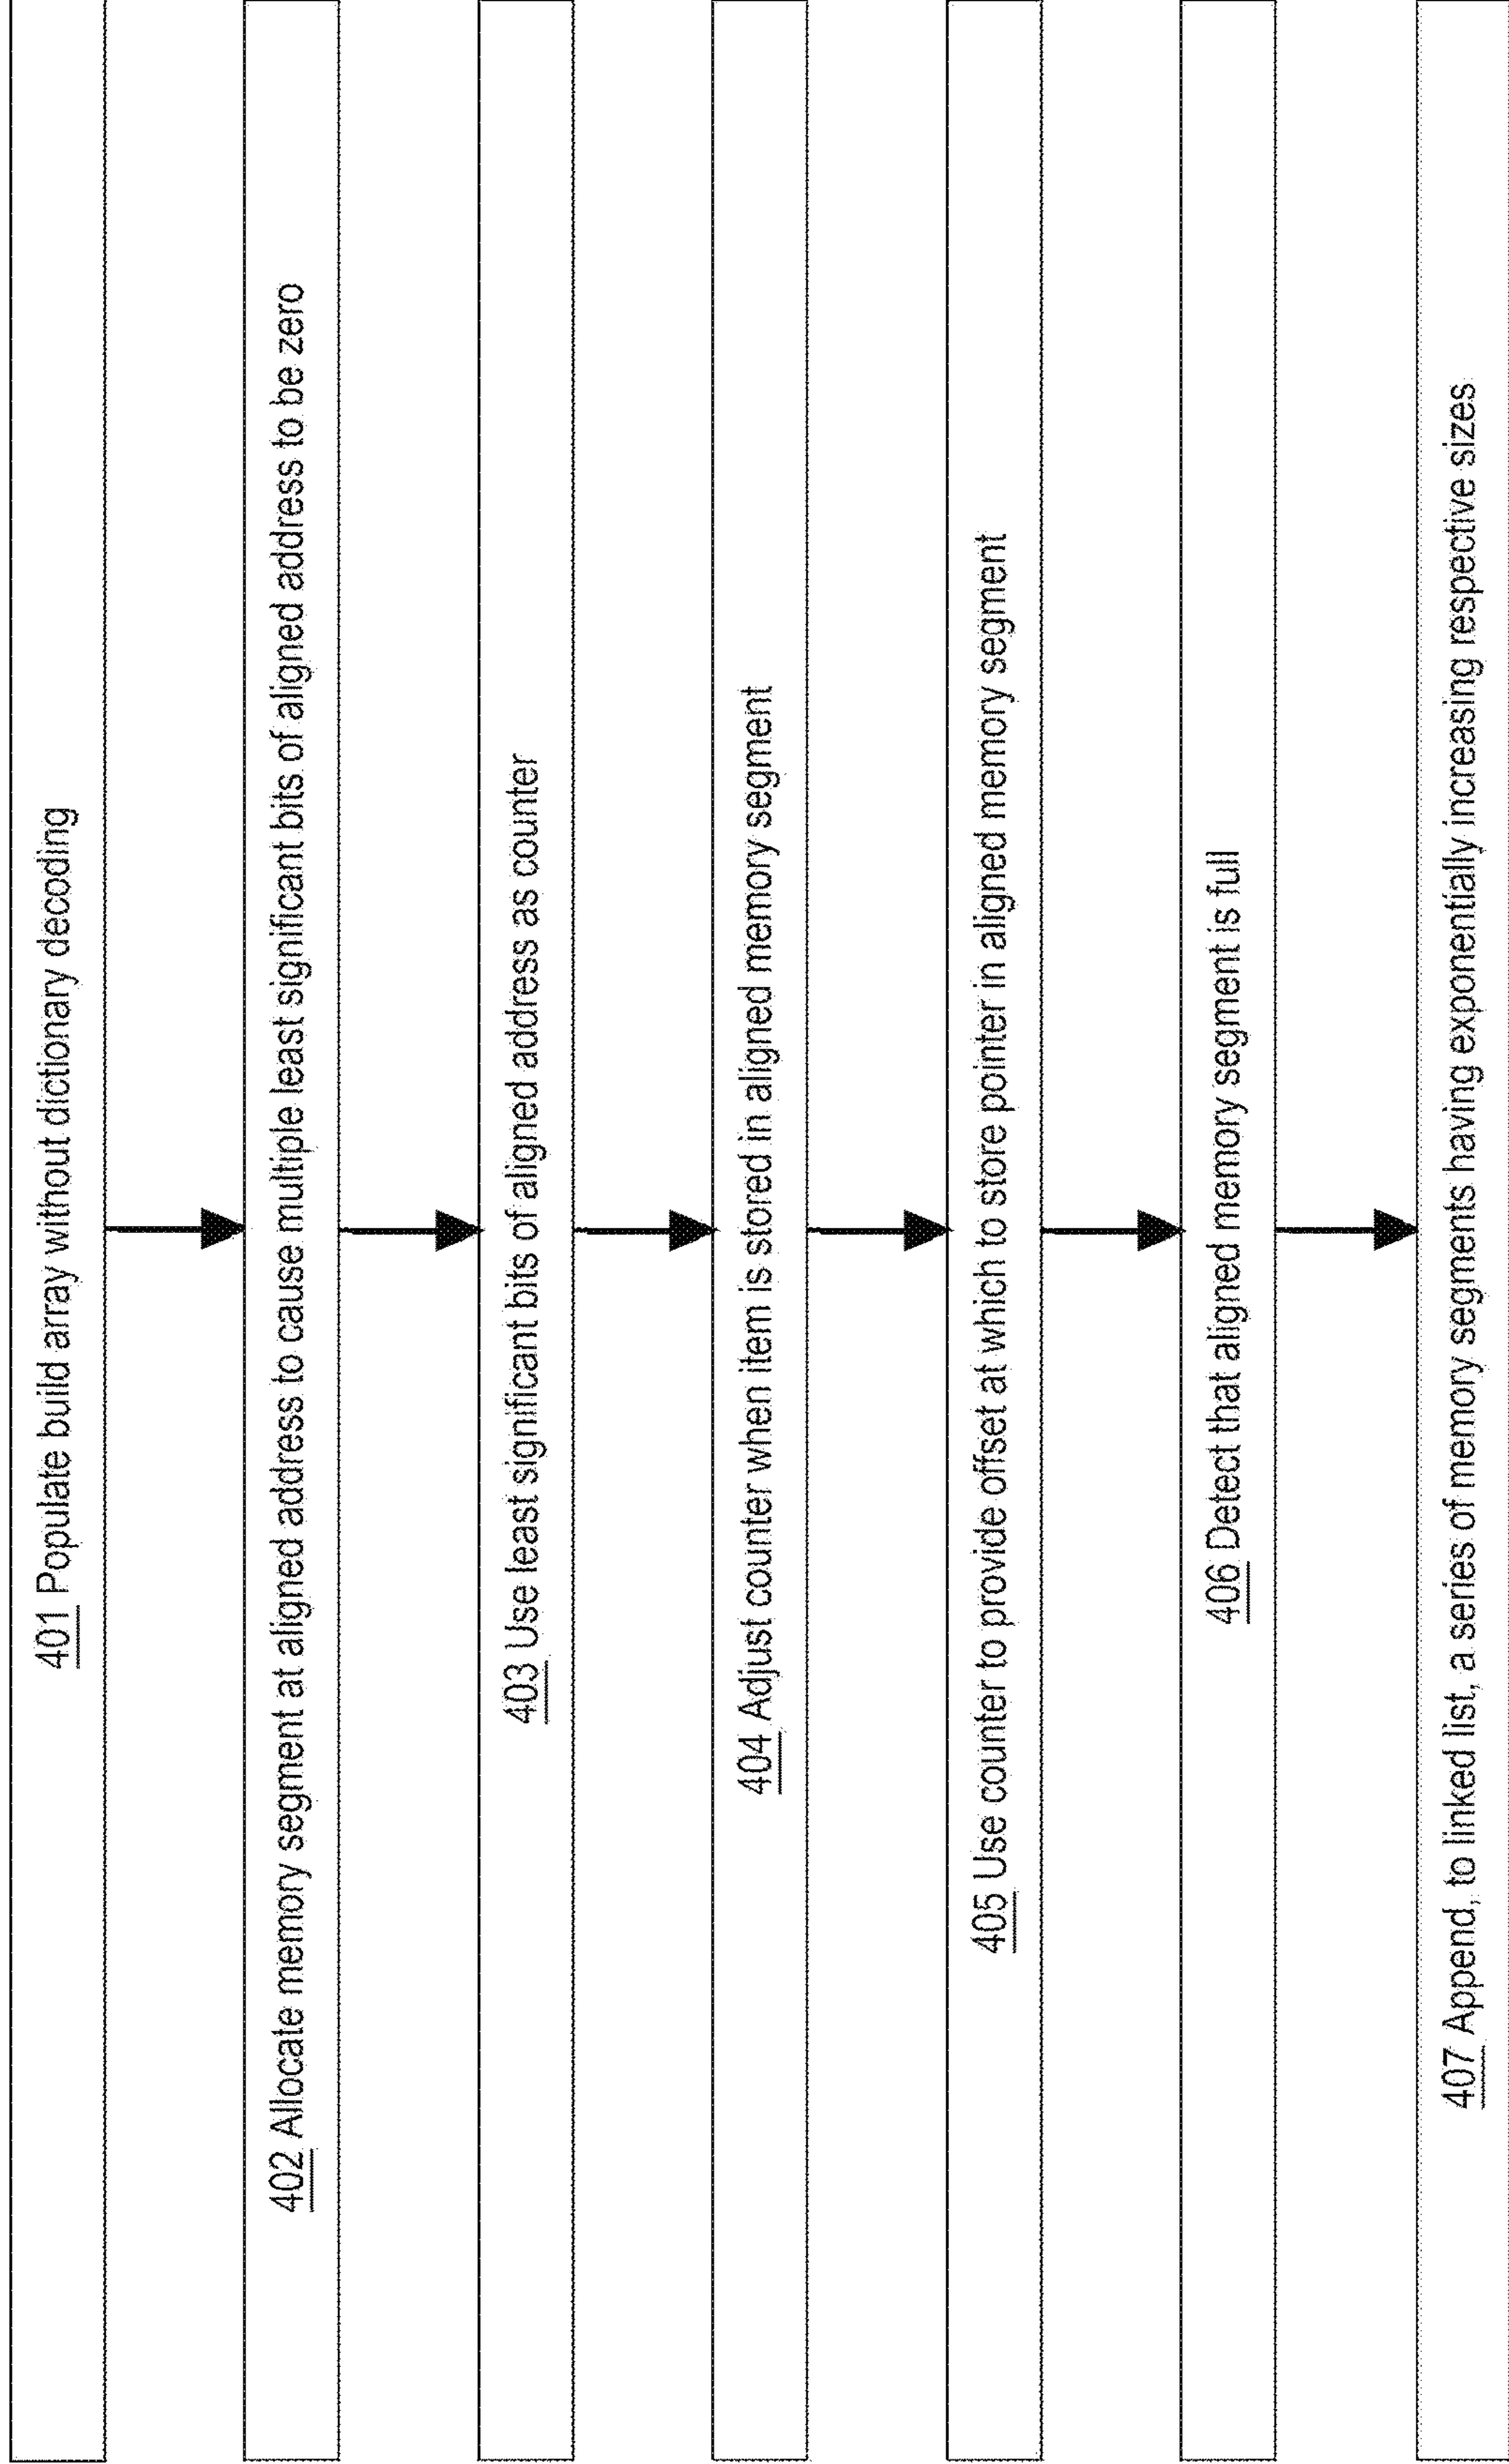 401 Populate build array without dictionary decoding
402 Allocate memory segment at aligned address to cause multiple least significant bits of aligned address to be zero
403 Use least significant bits of aligned address as counter
404 Adjust counter when item is stored in aligned memory segment
405 Use counter to provide offset at which to store pointer in aligned memory segment
406 Detect that aligned memory segment is full
407 Append, to linked list, a series of memory segments having exponentially increasing respective sizes